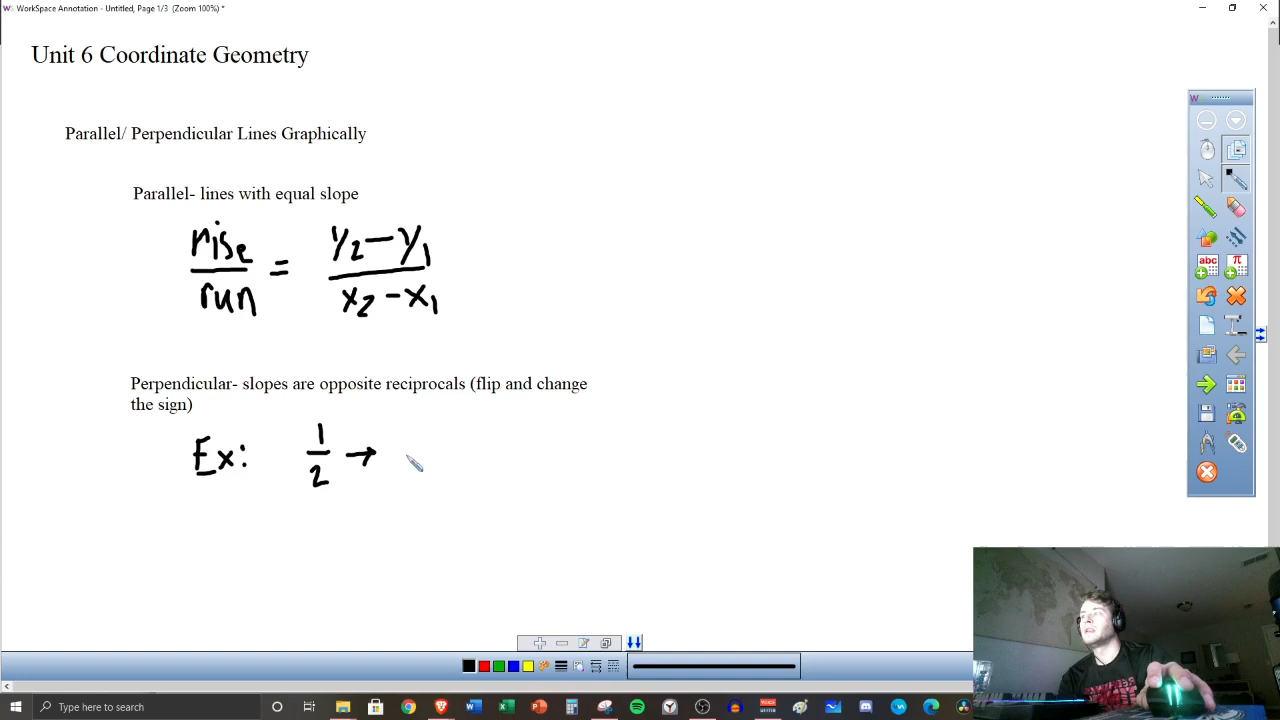 WorkSpace Annotation - Untitled, Page 1/3 (Zoom 100%) *
Unit 6 Coordinate Geometry
Parallel/ Perpendicular Lines Graphically
Parallel- lines with equal slope
rise/run = y₂-y₁/x₂-x₁
Perpendicular- slopes are opposite reciprocals (flip and change
the sign)
Ex: 1/2 →
abc
π
Type here to search